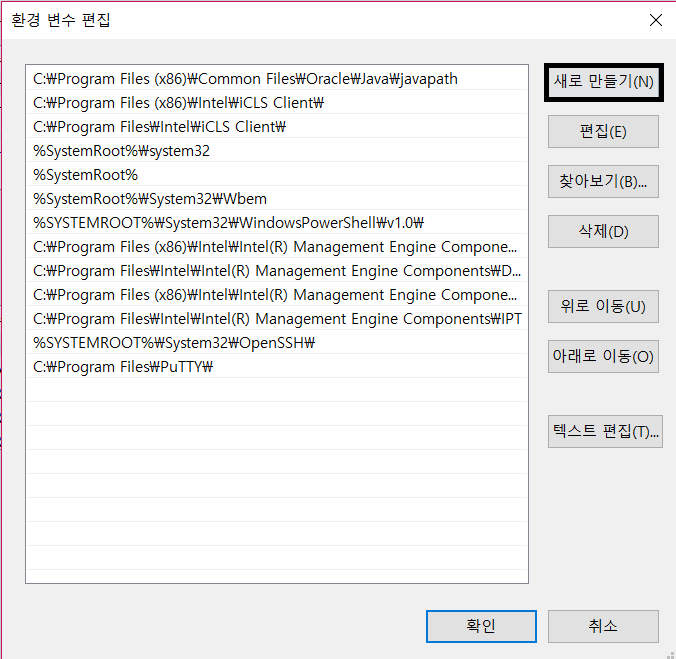 환경 변수 편집
C:₩Program Files (x86)₩Common Files₩Oracle₩Java₩javapath
C:₩Program Files (x86)₩Intel₩iCLS Client₩
C:₩Program Files₩Intel₩iCLS Client₩
%SystemRoot%₩system32
%SystemRoot%
%SystemRoot%₩System32₩Wbem
%SYSTEMROOT%₩System32₩WindowsPowerShell₩v1.0₩
C:₩Program Files (x86)₩Intel₩Intel(R) Management Engine Compone...
C:₩Program Files₩Intel₩Intel(R) Management Engine Components₩D...
C:₩Program Files (x86)₩Intel₩Intel(R) Management Engine Compone...
C:₩Program Files₩Intel₩Intel(R) Management Engine Components₩IPT
%SYSTEMROOT%₩System32₩OpenSSH₩
C:₩Program Files₩PuTTY₩
새로 만들기(N)
편집(E)
찾아보기(B)...
삭제(D)
위로 이동(U)
아래로 이동(O)
텍스트 편집(T)...
확인
취소